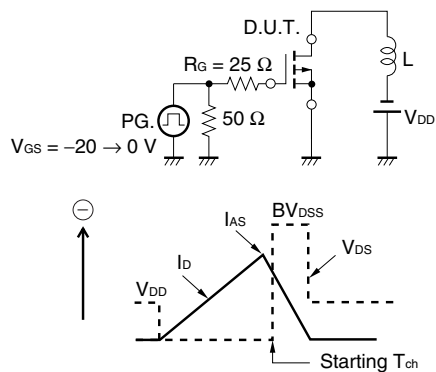 D.U.T.
RG = 25 Ω
L
PG.
50 Ω
VDD
VGS = −20 → 0 V
−
IAS
BVDSS
ID
VDS
VDD
Starting Tch